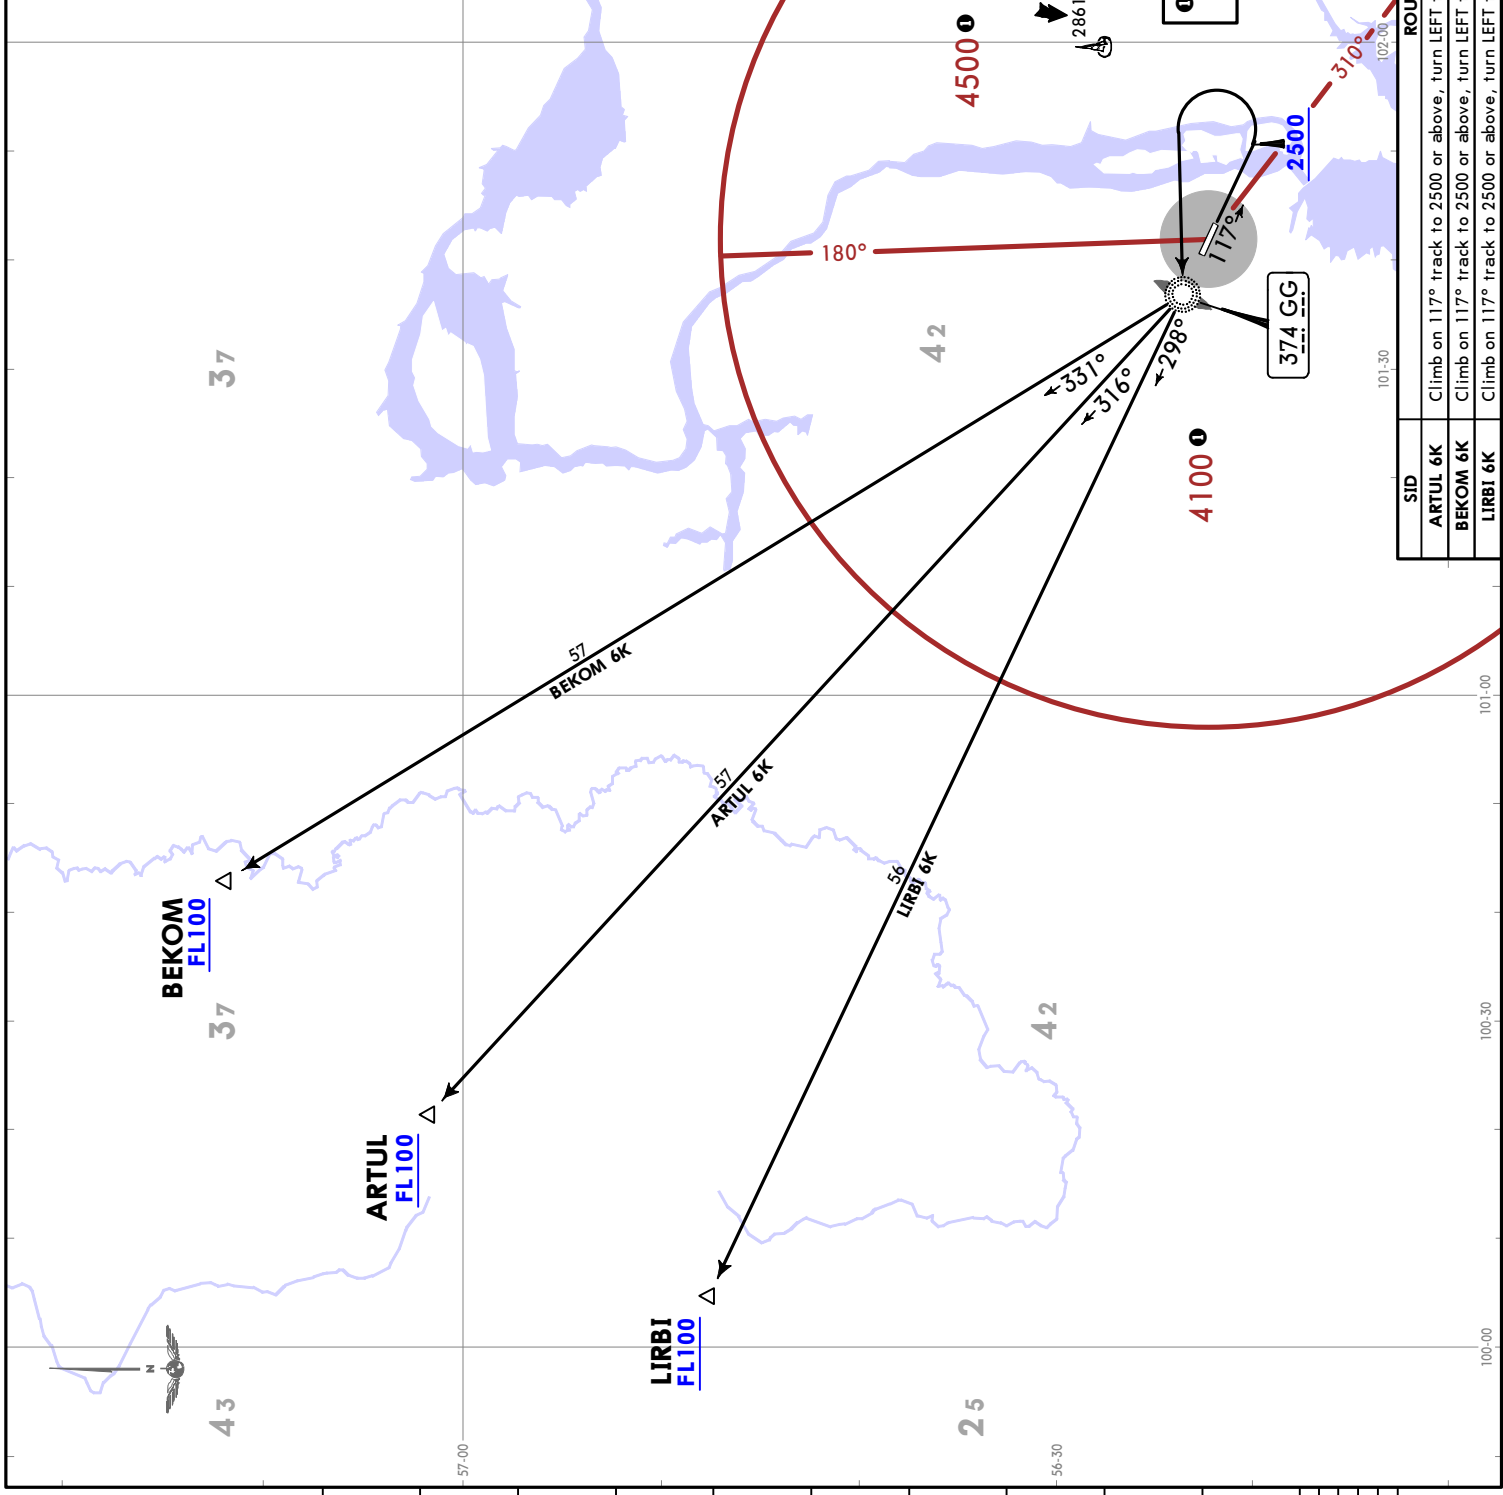 BEKOM
FL100
ARTUL
FL100
LIRBI
FL100
57
BEKOM 6K
57
ARTUL 6K
56
LIRBI 6K
331°
316°
298°
117°
180°
310°
374 GG
2500
4500 ❶
4100 ❶
2861
❶
37
37
43
42
42
25
N
57-00
56-30
102-00
101-30
101-00
100-30
100-00
SID ROU
ARTUL 6K Climb on 117° track to 2500 or above, turn LEFT
BEKOM 6K Climb on 117° track to 2500 or above, turn LEFT
LIRBI 6K Climb on 117° track to 2500 or above, turn LEFT